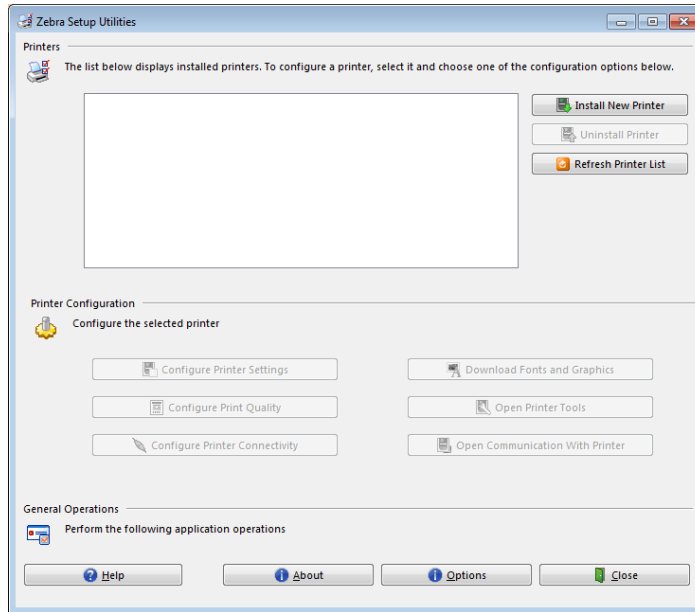 Zebra Setup Utilities
Printers
The list below displays installed printers. To configure a printer, select it and choose one of the configuration options below.
Install New Printer
Uninstall Printer
Refresh Printer List
Printer Configuration
Configure the selected printer
Configure Printer Settings
Download Fonts and Graphics
Configure Print Quality
Open Printer Tools
Configure Printer Connectivity
Open Communication With Printer
General Operations
Perform the following application operations
Help
About
Options
Close